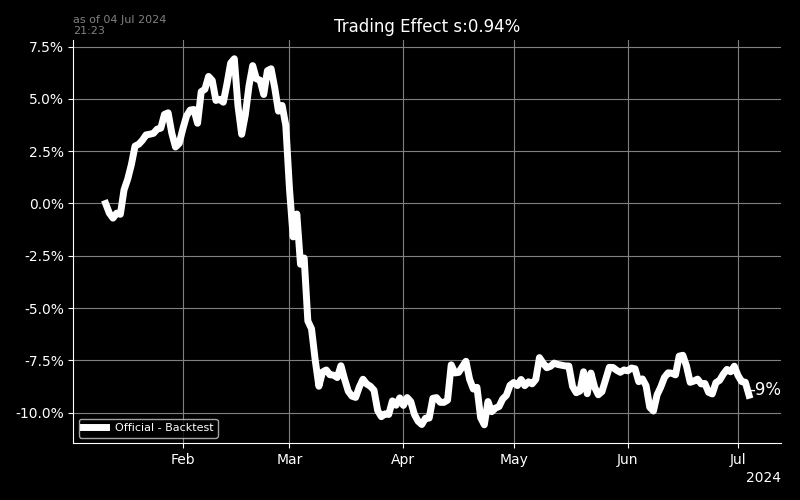 as of 04 Jul 2024
21:23
Trading Effect s:0.94%
7.5%
5.0%
2.5%
0.0%
-2.5%
-5.0%
-7.5%
-10.0%
-9%
Official - Backtest
Feb Mar Apr May Jun Jul
2024